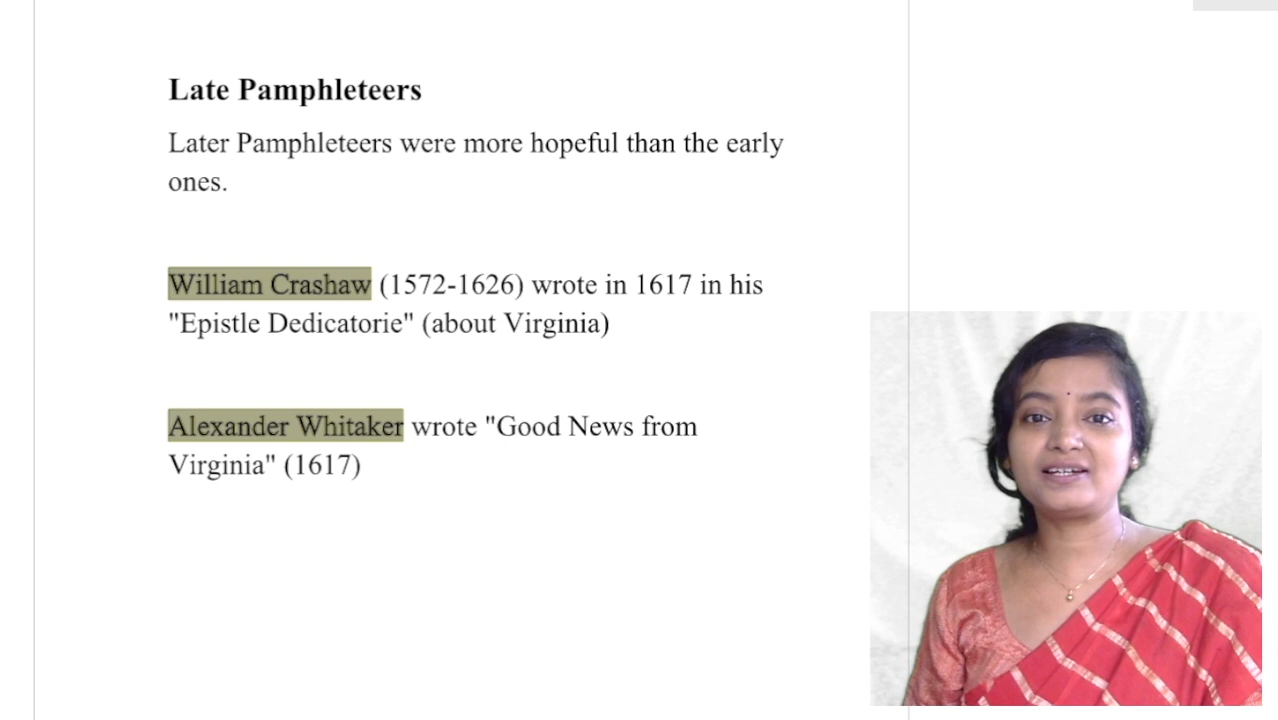 Late Pamphleteers
Later Pamphleteers were more hopeful than the early
ones.
William Crashaw (1572-1626) wrote in 1617 in his
"Epistle Dedicatorie" (about Virginia)
Alexander Whitaker wrote "Good News from
Virginia" (1617)